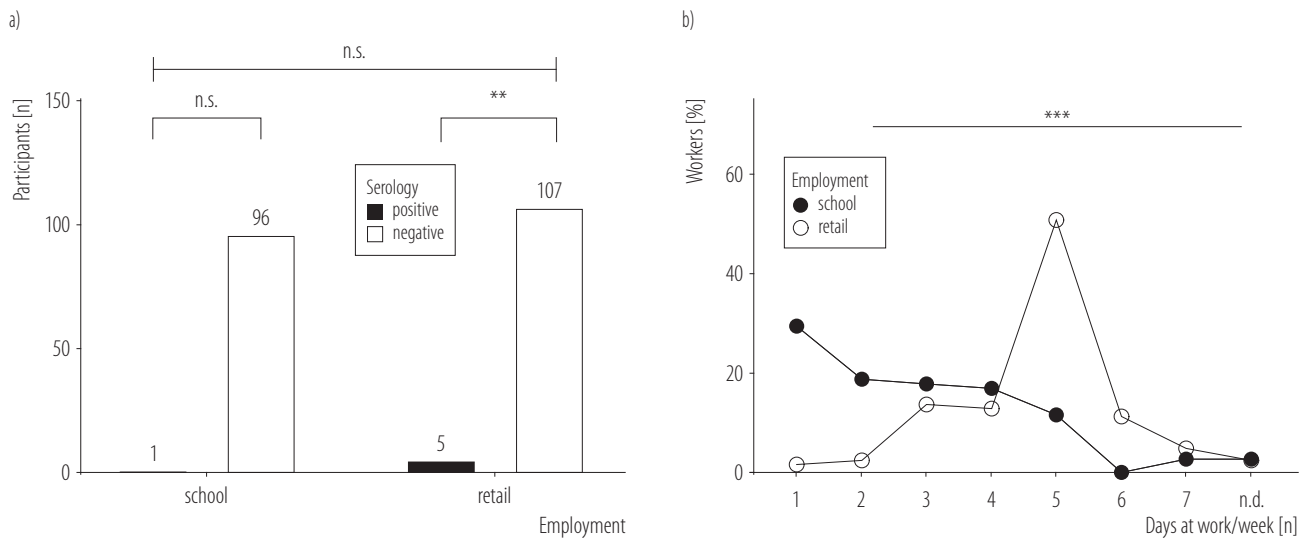 a)
n.s.
Participants [n]
150
n.s.
**
Serology
positive
negative
107
100
96
50
1
5
0
school
retail
Employment
b)
Workers [%]
***
Employment
school
retail
60
40
20
0
1 2 3 4 5 6 7 n.d.
Days at work/week [n]